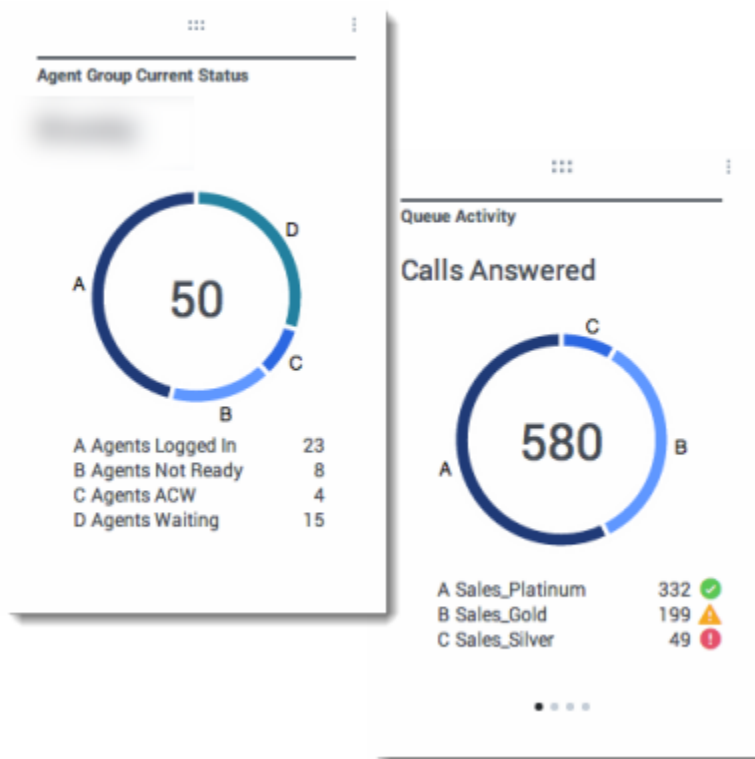 Agent Group Current Status
D
A
50
C
B
A Agents Logged In 23
B Agents Not Ready 8
C Agents ACW 4
D Agents Waiting 15
Queue Activity
Calls Answered
C
580
B
A
A Sales_Platinum 332
B Sales_Gold 199
C Sales_Silver 49